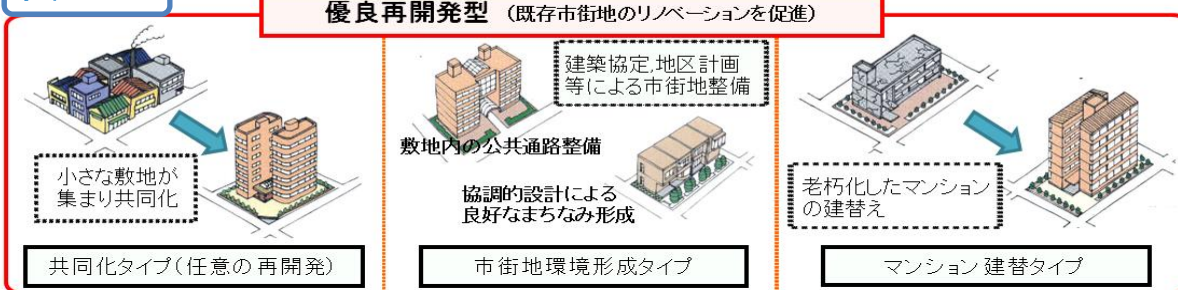 優良再開発型 (既存市街地のリノベーションを促進)
小さな敷地が
集まり共同化
共同化タイプ(任意の再開発)
建築協定,地区計画
等による市街地整備
敷地内の公共通路整備
協調的設計による
良好なまちなみ形成
市街地環境形成タイプ
老朽化したマンション
の建替え
マンション建替タイプ